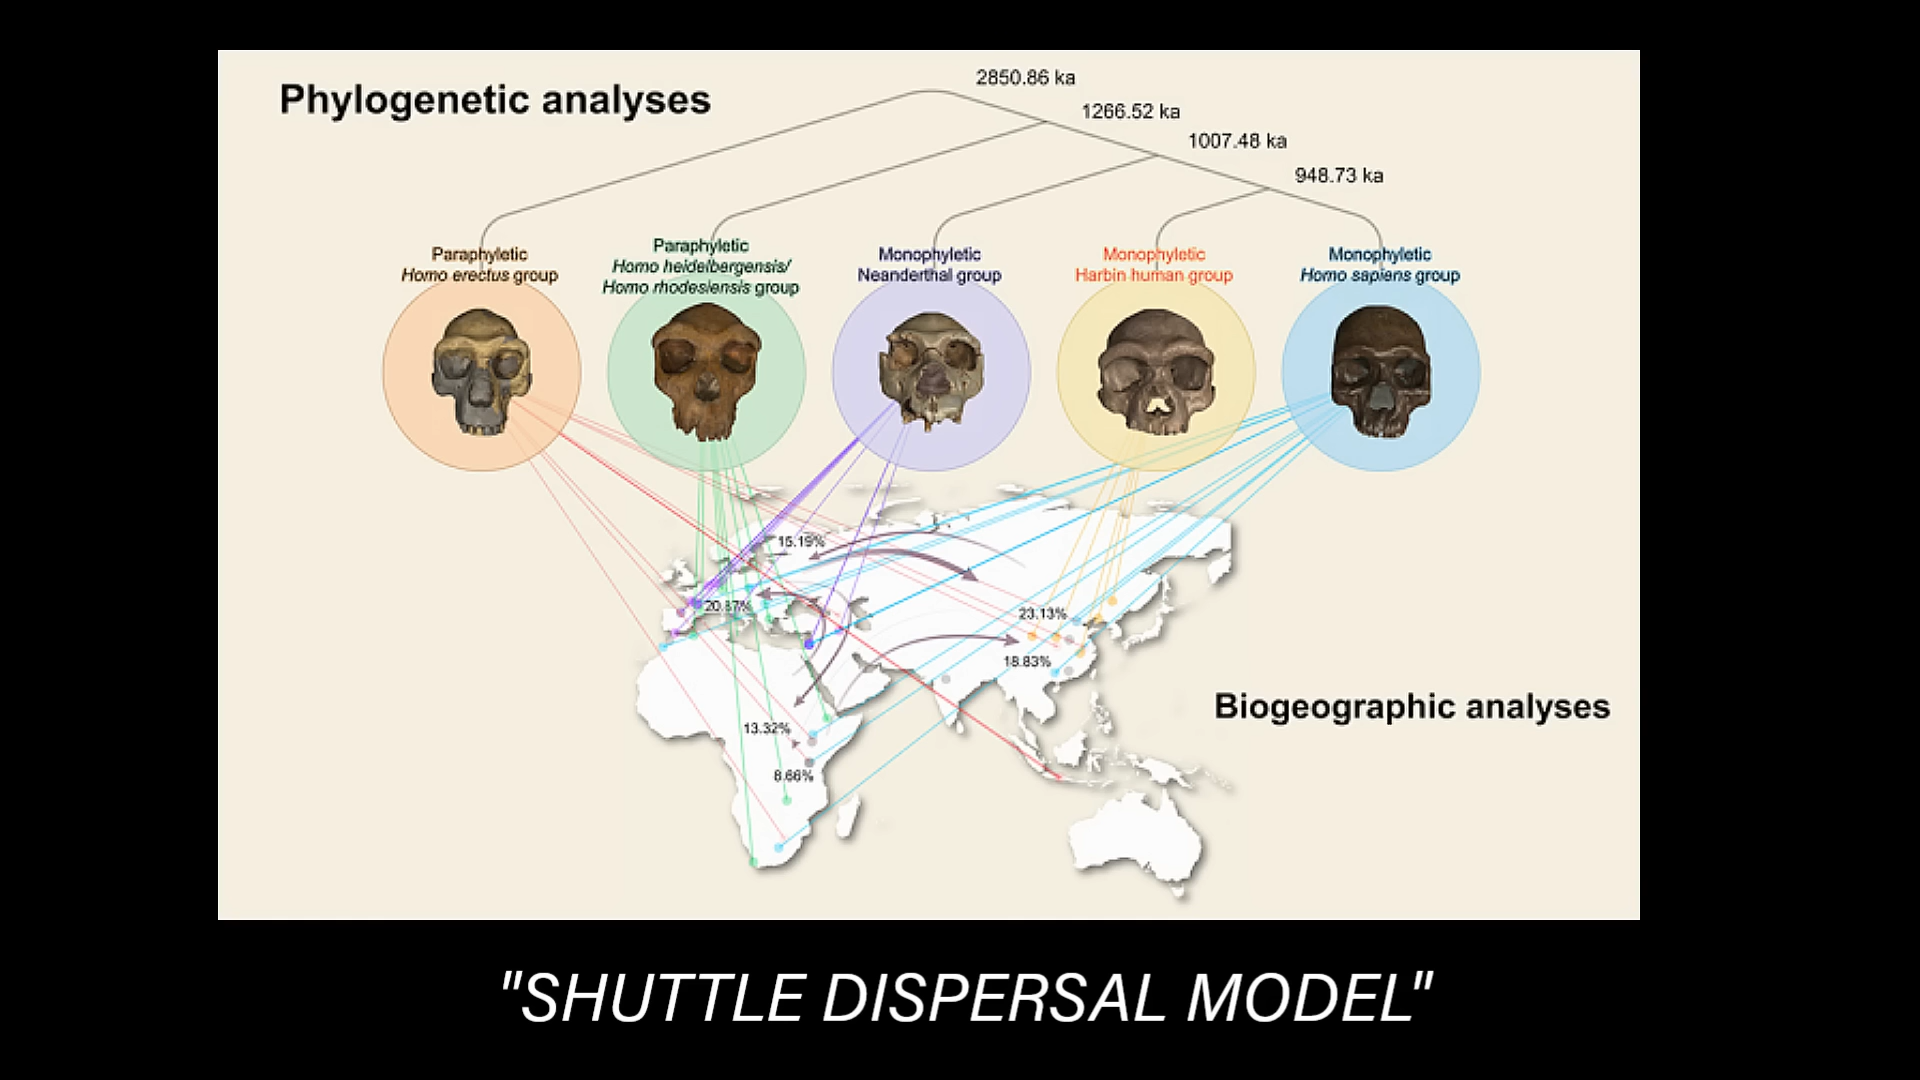 Phylogenetic analyses
2850.86 ka
1266.52 ka
1007.48 ka
948.73 ka
Paraphyletic
Homo erectus group
Paraphyletic
Homo heidelbergensis/
Homo rhodesiensis group
Monophyletic
Neanderthal group
Monophyletic
Harbin human group
Monophyletic
Homo sapiens group
15.19%
20.87%
23.13%
18.83%
13.32%
8.66%
Biogeographic analyses
"SHUTTLE DISPERSAL MODEL"